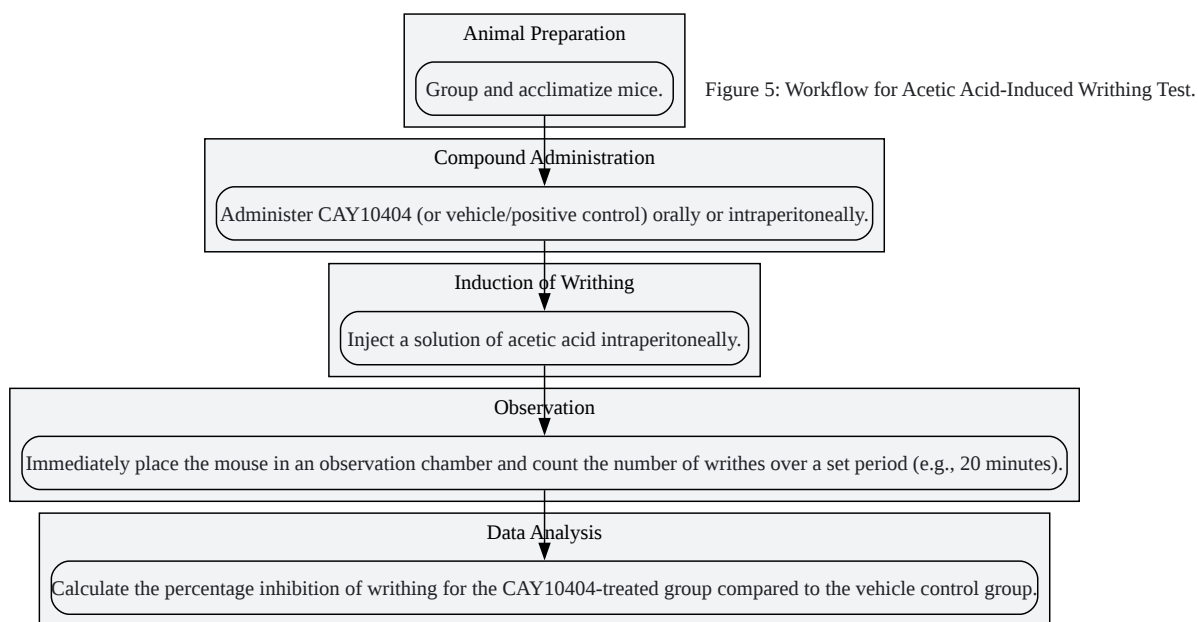 Animal Preparation
Group and acclimatize mice.
Figure 5: Workflow for Acetic Acid-Induced Writhing Test.
Compound Administration
Administer CAY10404 (or vehicle/positive control) orally or intraperitoneally.
Induction of Writhing
Inject a solution of acetic acid intraperitoneally.
Observation
Immediately place the mouse in an observation chamber and count the number of writhes over a set period (e.g., 20 minutes).
Data Analysis
Calculate the percentage inhibition of writhing for the CAY10404-treated group compared to the vehicle control group.